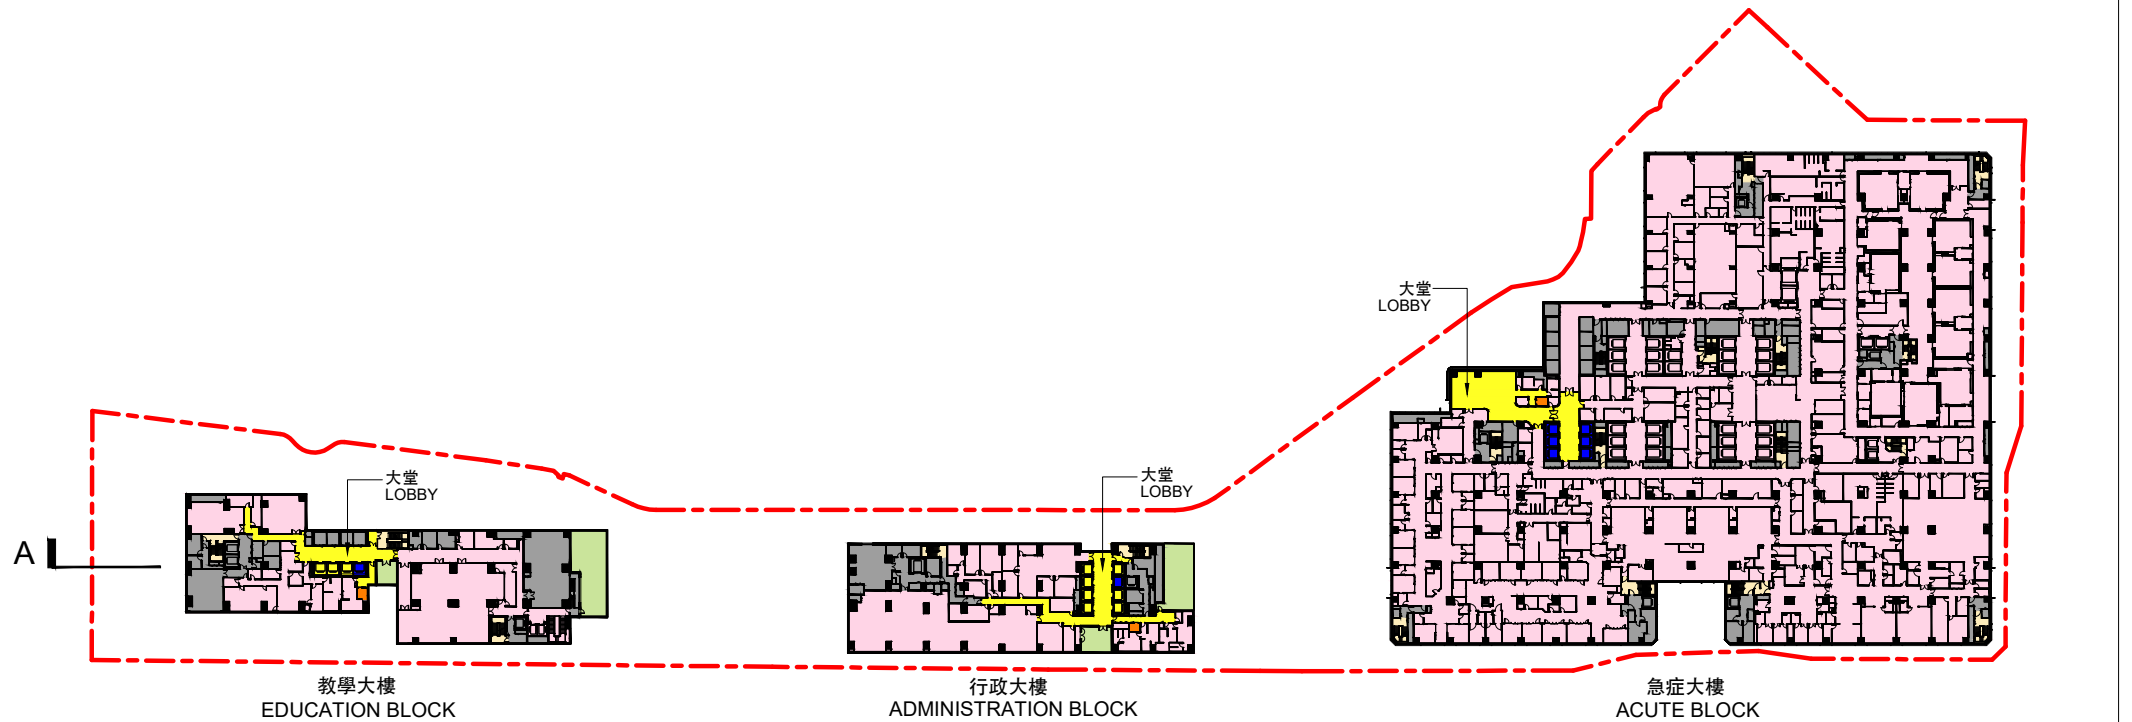 大堂
LOBBY
大堂
LOBBY
大堂
LOBBY
A
教學大樓
EDUCATION BLOCK
行政大樓
ADMINISTRATION BLOCK
急症大樓
ACUTE BLOCK